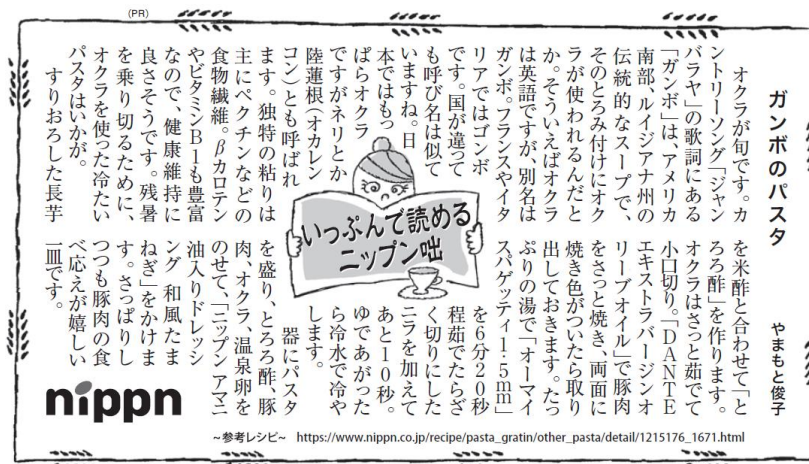 (PR)
ガンボのパスタ
やまもと俊子
オクラが旬です。カ
ントリーソング「ジャン
バラヤ」の歌詞にある
「ガンボ」は、アメリカ
南部、ルイジアナ州の
伝統的なスープで、
そのとろみ付けにオク
ラが使われるんだと
か。そういえばオクラ
は英語ですが、別名は
ガンボ。フランスやイタ
リアではゴンボ
です。国が違って
も呼び名は似て
いますね。日
本ではもっ
ぱらオクラ
ですがネリとか
陸蓮根(オカレン
コン)とも呼ばれ
ます。独特の粘りは
主にペクチンなどの
食物繊維。βカロテン
やビタミンB1も豊富
なので、健康維持に
良さそうです。残暑
を乗り切るために、
オクラを使った冷たい
パスタはいかが。
すりおろした長芋
を米酢と合わせて「と
ろろ酢」を作ります。
オクラはさっと茹でて
小口切り。「DANTE
エキストラバージンオ
リーブオイル」で豚肉
をさっと焼き、両面に
焼き色がついたら取り
出しておきます。たっ
ぷりの湯で「オーマイ
スパゲッティ1・5mm」
を6分20秒
程茹でたらざ
く切りにした
ニラを加えて
あと10秒。
ゆであがった
ら冷水で冷や
します。
器にパスタ
を盛り、とろろ酢、豚
肉、オクラ、温泉卵を
のせて、「ニップン アマニ
油入りドレッシ
ング 和風たま
ねぎ」をかけま
す。さっぱりし
つつも豚肉の食
べ応えが嬉しい
一皿です。
いっぷんで読める
ニップン咄
nippn
~参考レシピ~ https://www.nippn.co.jp/recipe/pasta_gratin/other_pasta/detail/1215176_1671.html